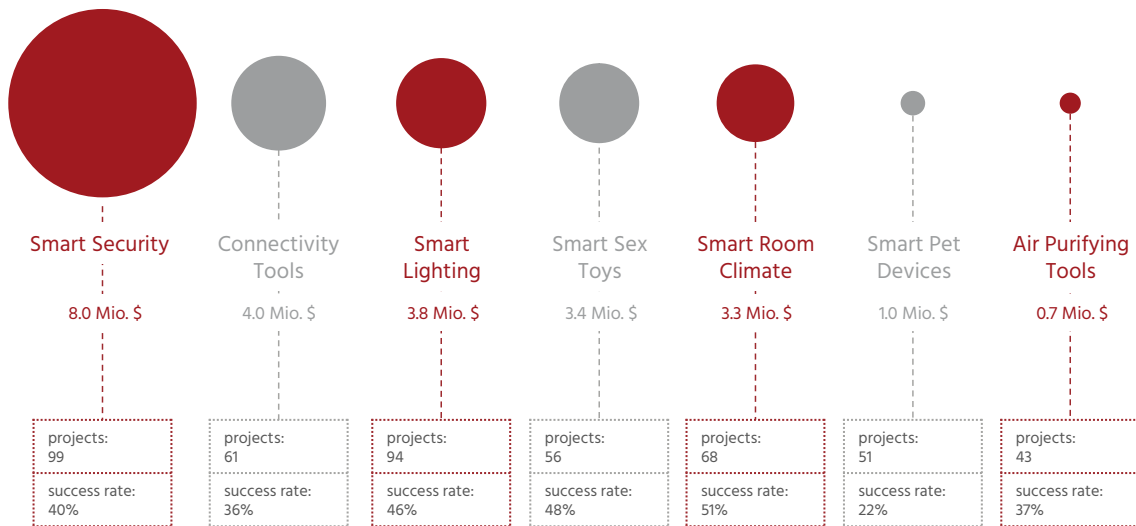 Smart Security
8.0 Mio. $
projects:
99
success rate:
40%
Connectivity
Tools
4.0 Mio. $
projects:
61
success rate:
36%
Smart
Lighting
3.8 Mio. $
projects:
94
success rate:
46%
Smart Sex
Toys
3.4 Mio. $
projects:
56
success rate:
48%
Smart Room
Climate
3.3 Mio. $
projects:
68
success rate:
51%
Smart Pet
Devices
1.0 Mio. $
projects:
51
success rate:
22%
Air Purifying
Tools
0.7 Mio. $
projects:
43
success rate:
37%